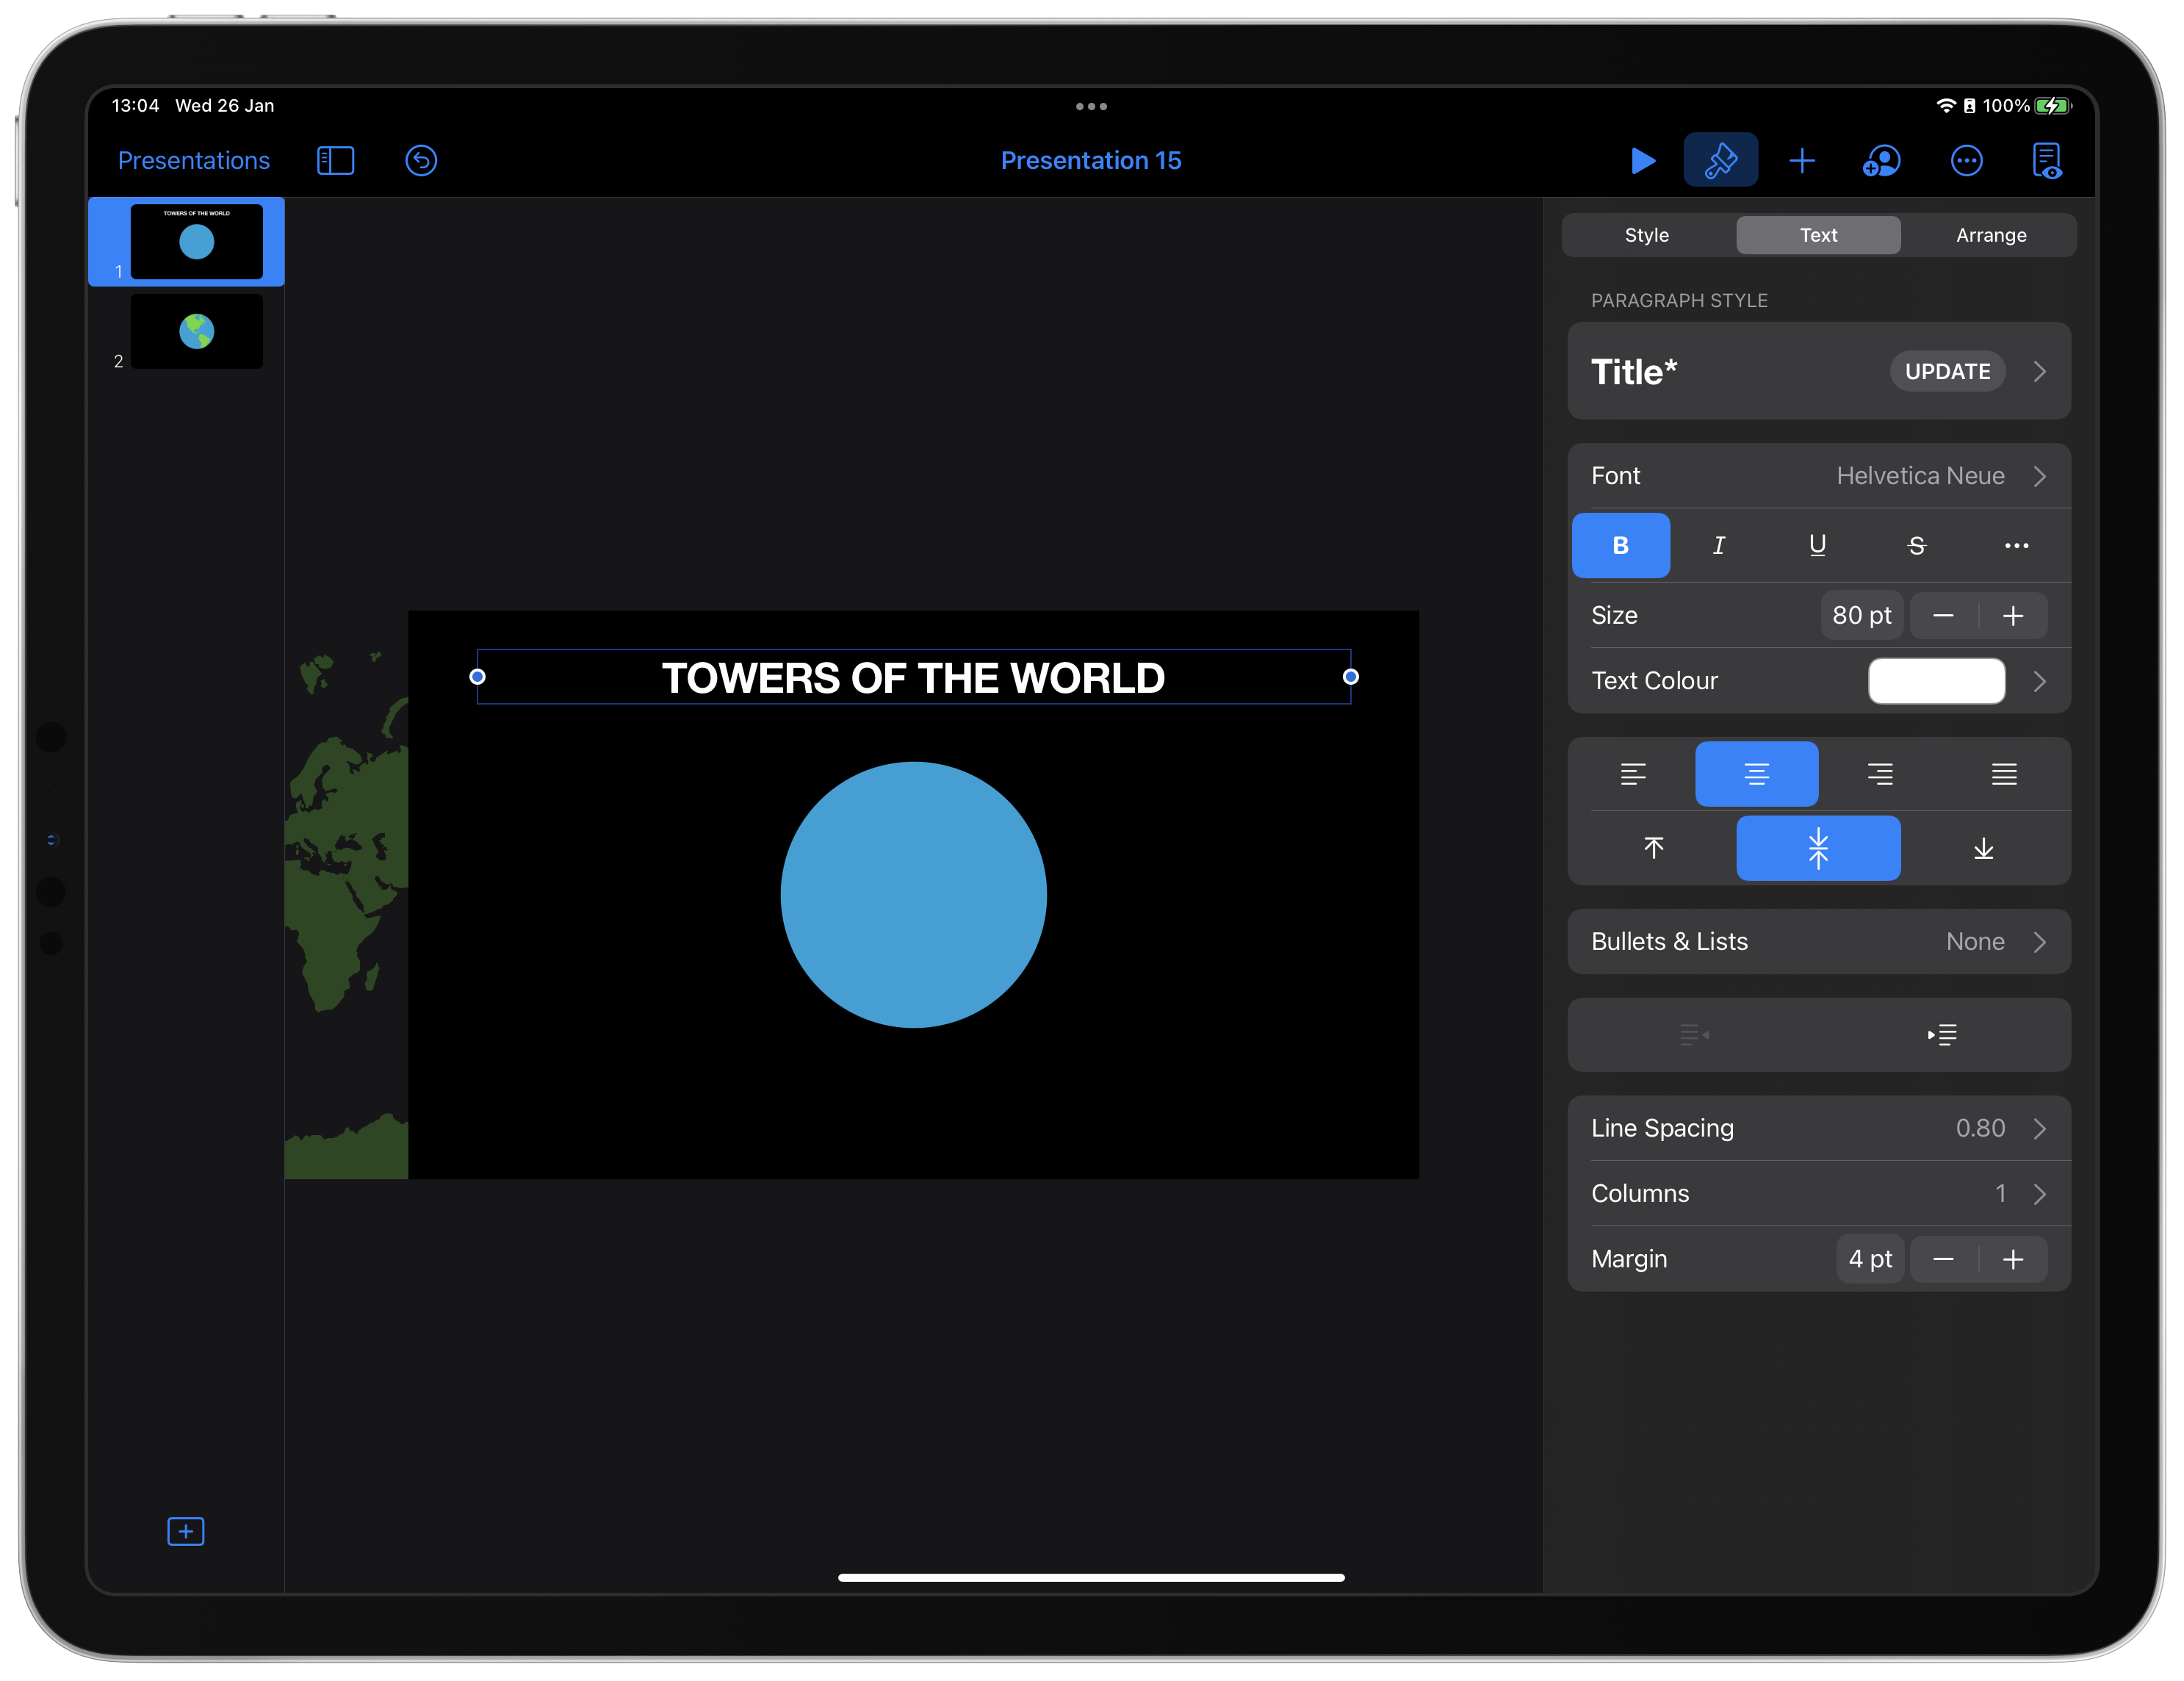 13:04 Wed 26 Jan
100%
Presentations
Presentation 15
TOWERS OF THE WORLD
1
2
TOWERS OF THE WORLD
Style Text Arrange
PARAGRAPH STYLE
Title* UPDATE
Font Helvetica Neue
B I U S
Size 80 pt
Text Colour
Bullets & Lists None
Line Spacing 0.80
Columns 1
Margin 4 pt